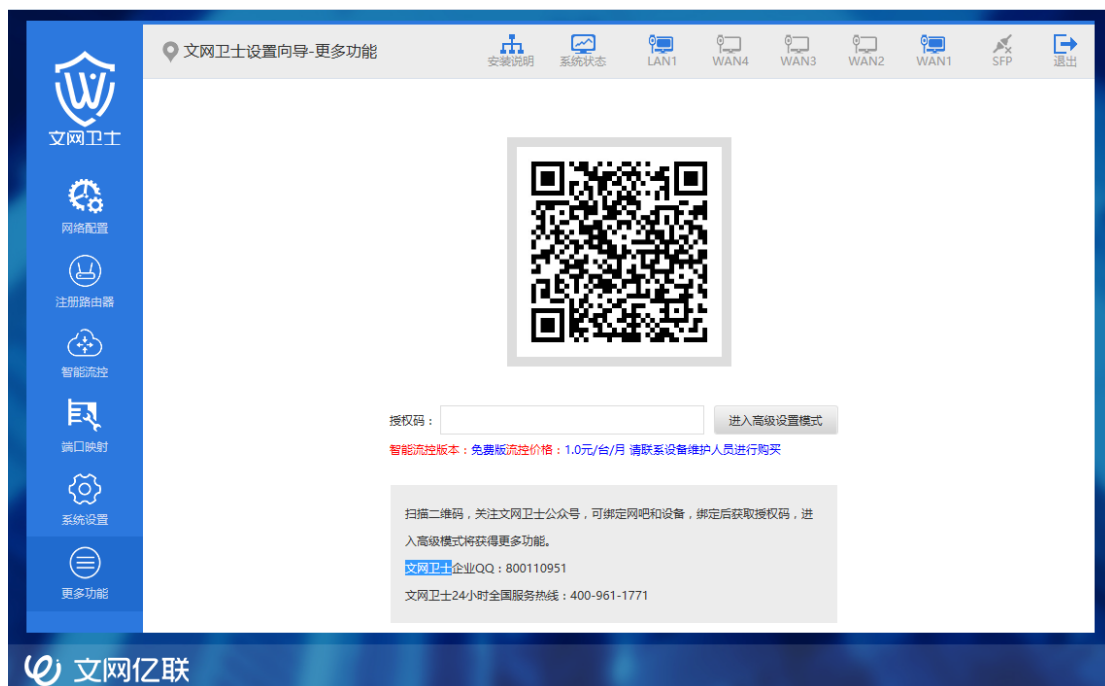 文网卫士设置向导-更多功能
安装说明
系统状态
LAN1
WAN4
WAN3
WAN2
WAN1
SFP
退出
文网卫士
网络配置
注册路由器
智能流控
端口映射
系统设置
更多功能
授权码：
进入高级设置模式
智能流控版本：免费版流控价格：1.0元/台/月 请联系设备维护人员进行购买
扫描二维码，关注文网卫士公众号，可绑定网吧和设备，绑定后获取授权码，进
入高级模式将获得更多功能。
文网卫士企业QQ：800110951
文网卫士24小时全国服务热线：400-961-1771
文网亿联